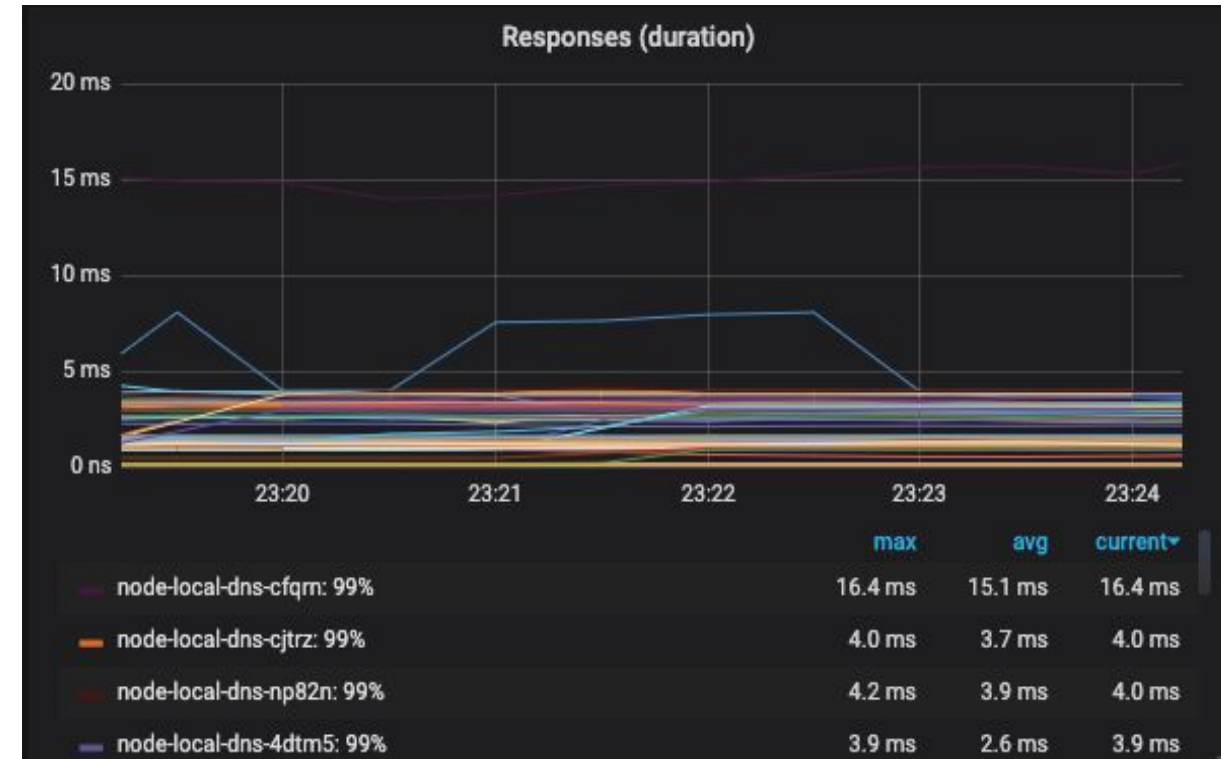 Responses (duration)
20 ms
15 ms
10 ms
5 ms
0 ns
23:20 23:21 23:22 23:23 23:24
max avg current
node-local-dns-cfqrn: 99% 16.4 ms 15.1 ms 16.4 ms
node-local-dns-cjtrz: 99% 4.0 ms 3.7 ms 4.0 ms
node-local-dns-np82n: 99% 4.2 ms 3.9 ms 4.0 ms
node-local-dns-4dtm5: 99% 3.9 ms 2.6 ms 3.9 ms